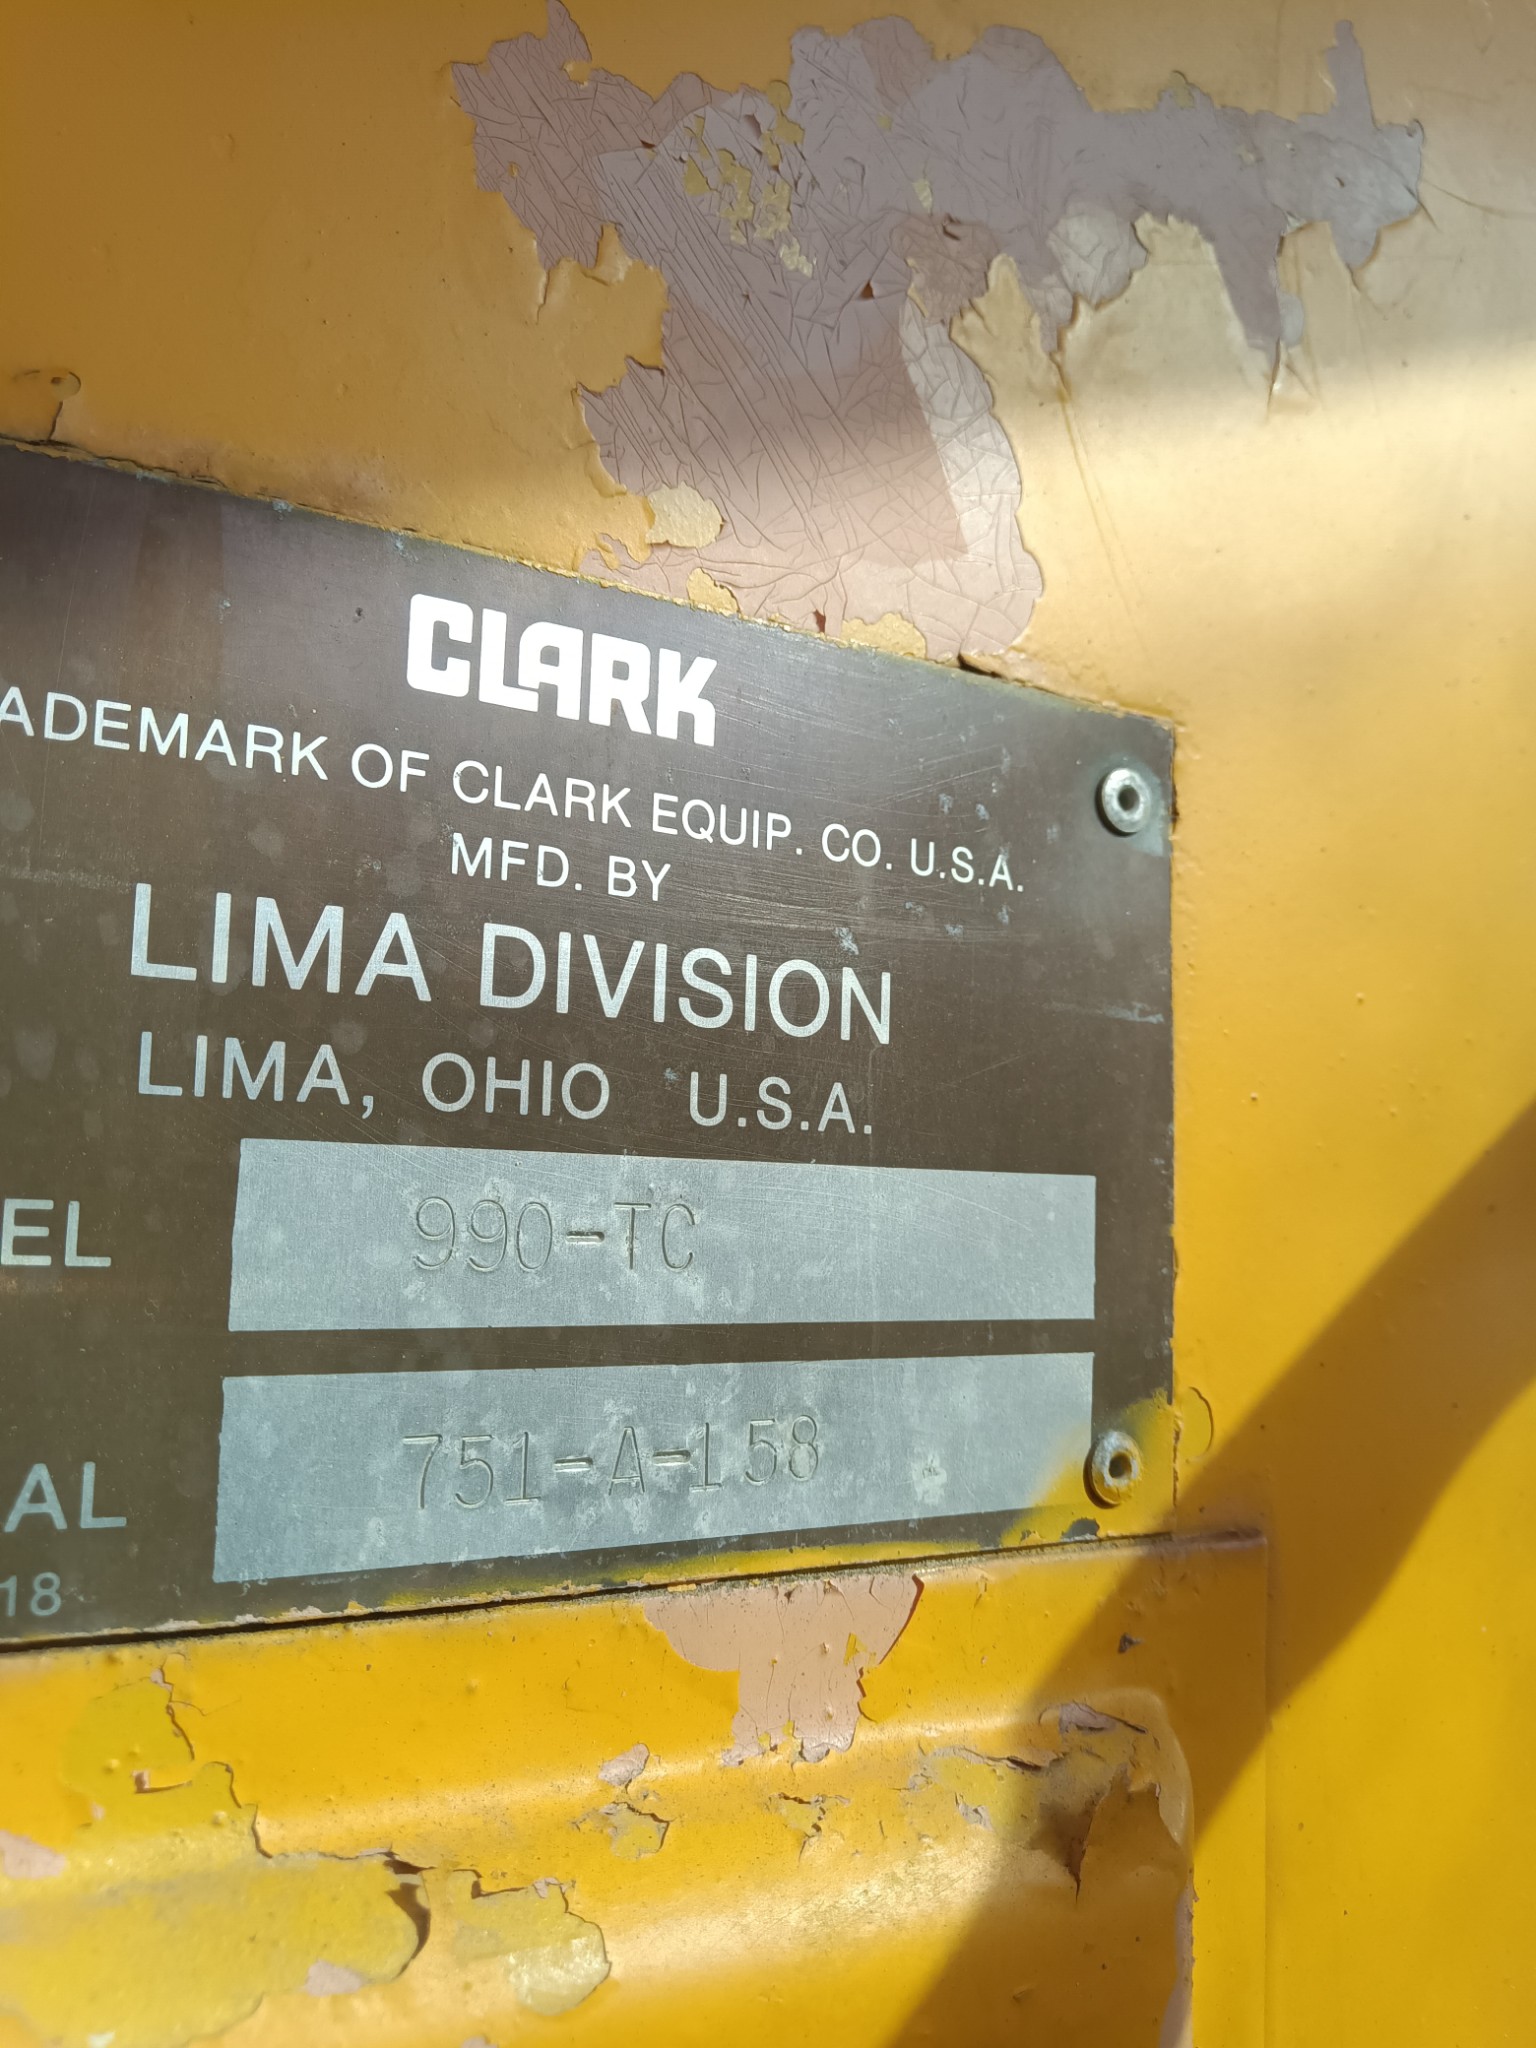 CLARK
ADEMARK OF CLARK EQUIP. CO. U.S.A.
MFD. BY
LIMA DIVISION
LIMA, OHIO U.S.A.
EL 990-TC
AL 751-A-158
18